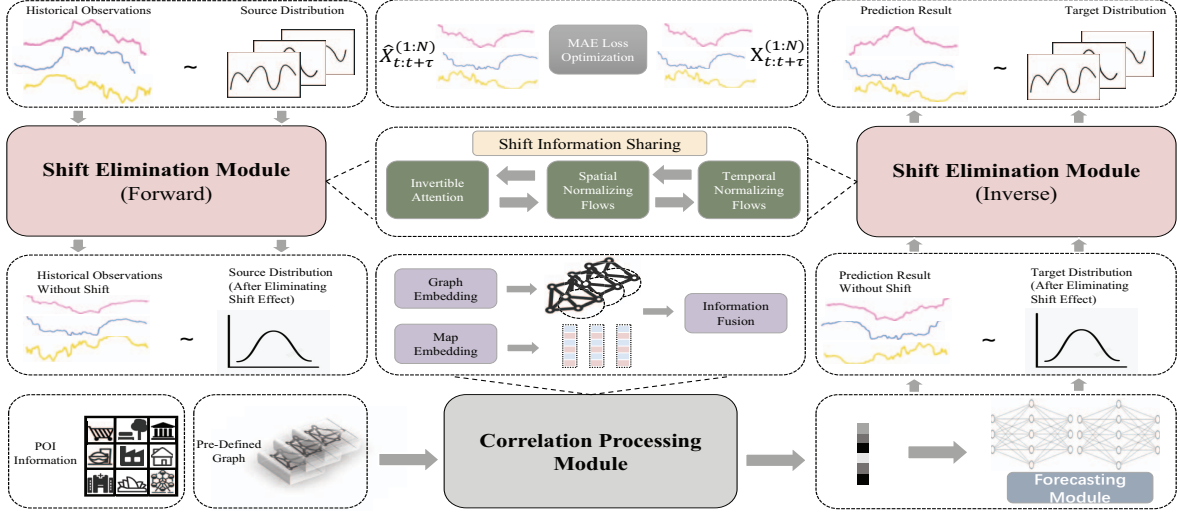 Historical Observations
Source Distribution
~
X̂_{t:t+τ}^{(1:N)}
MAE Loss
Optimization
X_{t:t+τ}^{(1:N)}
Prediction Result
Target Distribution
~
Shift Elimination Module
(Forward)
Shift Information Sharing
Invertible
Attention
Spatial
Normalizing
Flows
Temporal
Normalizing
Flows
Shift Elimination Module
(Inverse)
Historical Observations
Without Shift
~
Source Distribution
(After Eliminating
Shift Effect)
Graph
Embedding
Map
Embedding
Information
Fusion
Prediction Result
Without Shift
~
Target Distribution
(After Eliminating
Shift Effect)
POI
Information
Pre-Defined
Graph
Correlation Processing
Module
Forecasting
Module